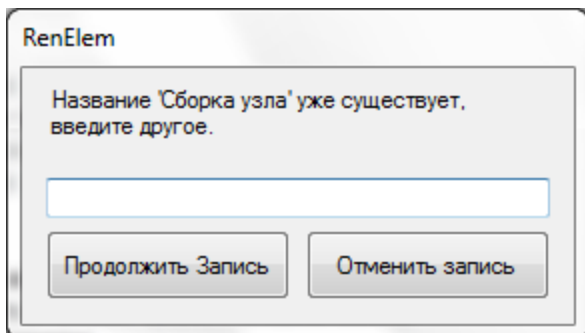 RenElem
Название 'Сборка узла' уже существует,
введите другое.
Продолжить Запись
Отменить запись